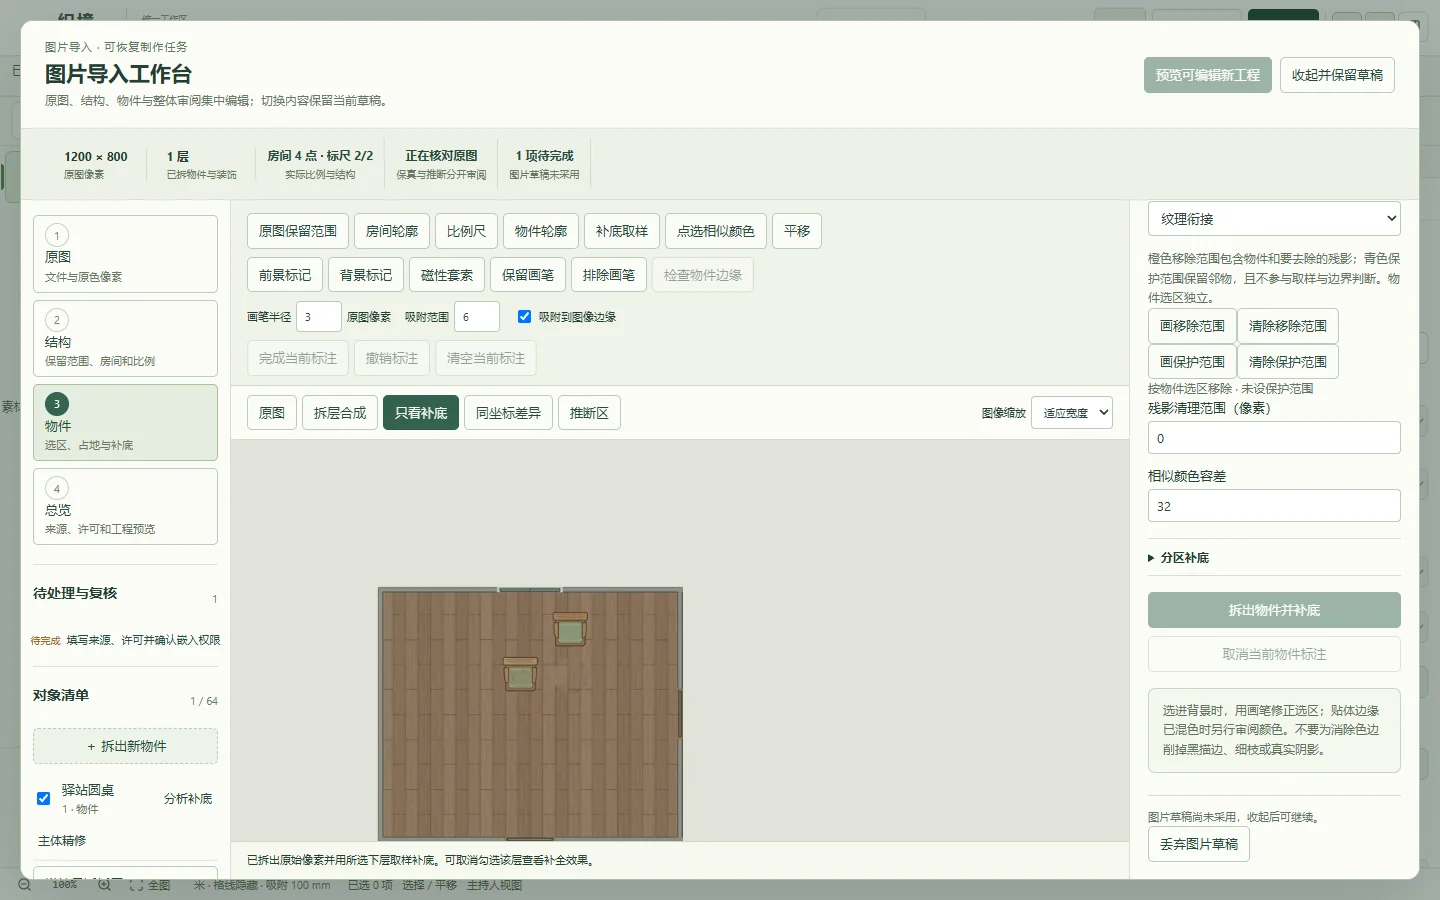 图片导入 · 可恢复制作任务
图片导入工作台
原图、结构、物件与整体审阅集中编辑；切换内容保留当前草稿。
预览可编辑新工程
收起并保留草稿
1200 × 800
原图像素
1 层
已拆物件与装饰
房间 4 点 · 标尺 2/2
实际比例与结构
正在核对原图
保真与推断分开审阅
1 项待完成
图片草稿未采用
1
原图
文件与原色像素
2
结构
保留范围、房间和比例
3
物件
选区、占地与补底
4
总览
来源、许可和工程预览
待处理与复核
1
待完成 填写来源、许可并确认嵌入权限
对象清单
1 / 64
+ 拆出新物件
驿站圆桌
1 · 物件
分析补底
主体精修
原图保留范围
房间轮廓
比例尺
物件轮廓
补底取样
点选相似颜色
平移
前景标记
背景标记
磁性套索
保留画笔
排除画笔
检查物件边缘
画笔半径 3 原图像素 吸附范围 6 吸附到图像边缘
完成当前标注
撤销标注
清空当前标注
原图
拆层合成
只看补底
同坐标差异
推断区
图像缩放
适应宽度
已拆出原始像素并用所选下层取样补底。可取消勾选该层查看补全效果。
纹理衔接
橙色移除范围包含物件和要去除的残影；青色保
护范围保留邻物，且不参与取样与边界判断。物
件选区独立。
画移除范围
清除移除范围
画保护范围
清除保护范围
按物件选区移除 · 未设保护范围
残影清理范围（像素）
0
相似颜色容差
32
分区补底
拆出物件并补底
取消当前物件标注
选进背景时，用画笔修正选区；贴体边缘
已混色时另行审阅颜色。不要为消除色边
削掉黑描边、细枝或真实阴影。
图片草稿尚未采用，收起后可继续。
丢弃图片草稿
100%
全图
米 · 格线隐藏 · 吸附 100 mm
已选 0 项
选择 / 平移
主持人视图